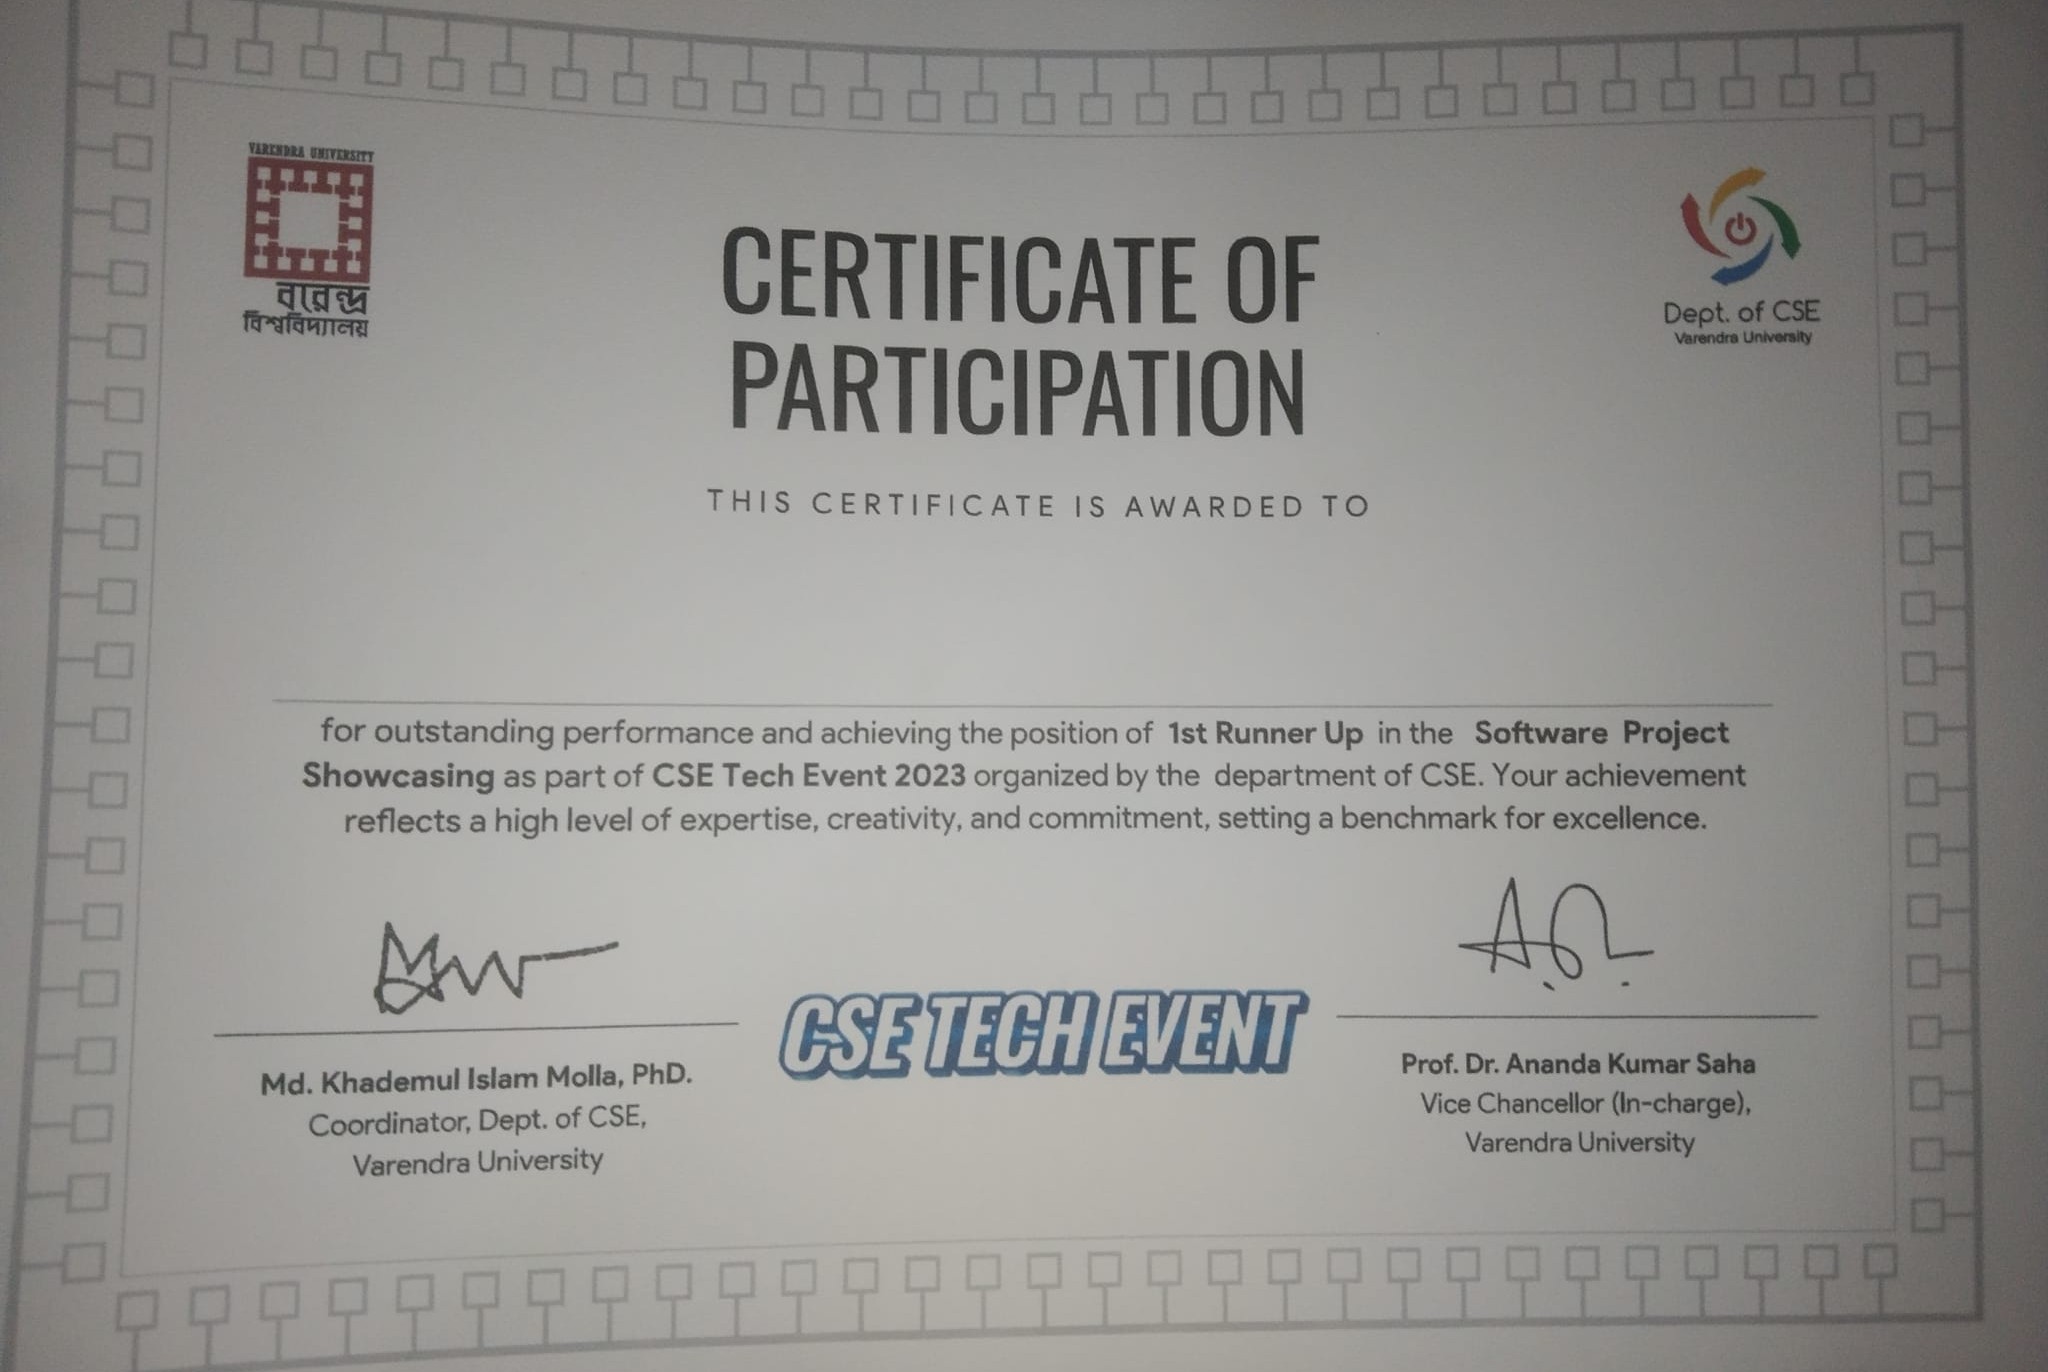 VARENDRA UNIVERSITY
বরেন্দ্র
বিশ্ববিদ্যালয়
Dept. of CSE
Varendra University
CERTIFICATE OF
PARTICIPATION
THIS CERTIFICATE IS AWARDED TO
for outstanding performance and achieving the position of 1st Runner Up in the Software Project
Showcasing as part of CSE Tech Event 2023 organized by the department of CSE. Your achievement
reflects a high level of expertise, creativity, and commitment, setting a benchmark for excellence.
CSE TECH EVENT
Md. Khademul Islam Molla, PhD.
Coordinator, Dept. of CSE,
Varendra University
Prof. Dr. Ananda Kumar Saha
Vice Chancellor (In-charge),
Varendra University